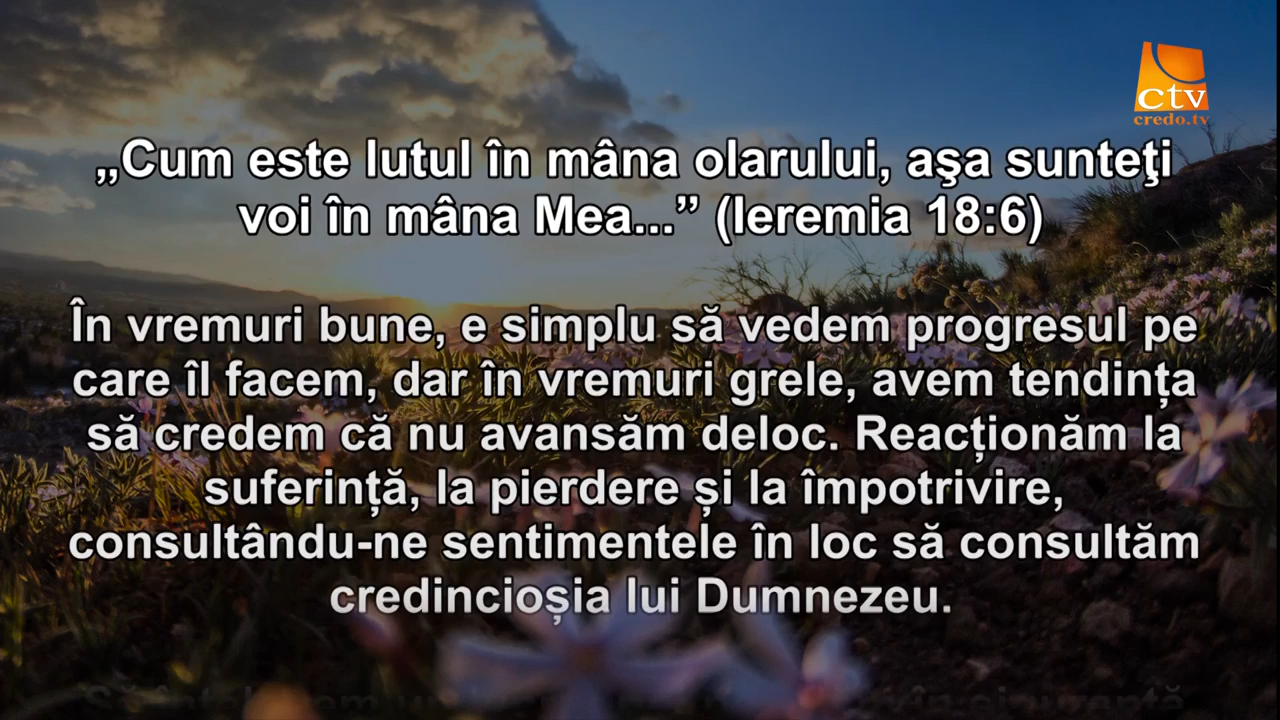 ctv
credo.tv
„Cum este lutul în mâna olarului, aşa sunteţi
voi în mâna Mea...” (Ieremia 18:6)
În vremuri bune, e simplu să vedem progresul pe
care îl facem, dar în vremuri grele, avem tendința
să credem că nu avansăm deloc. Reacționăm la
suferință, la pierdere și la împotrivire,
consultându-ne sentimentele în loc să consultăm
credincioșia lui Dumnezeu.